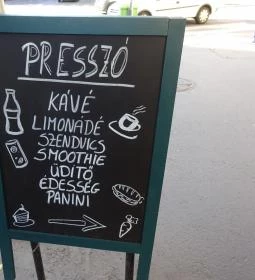 PRESSZÓ
KÁVÉ
LIMONÁDÉ
SZENDVICS
SMOOTHIE
ÜDÍTŐ
ÉDESSÉG
PANINI